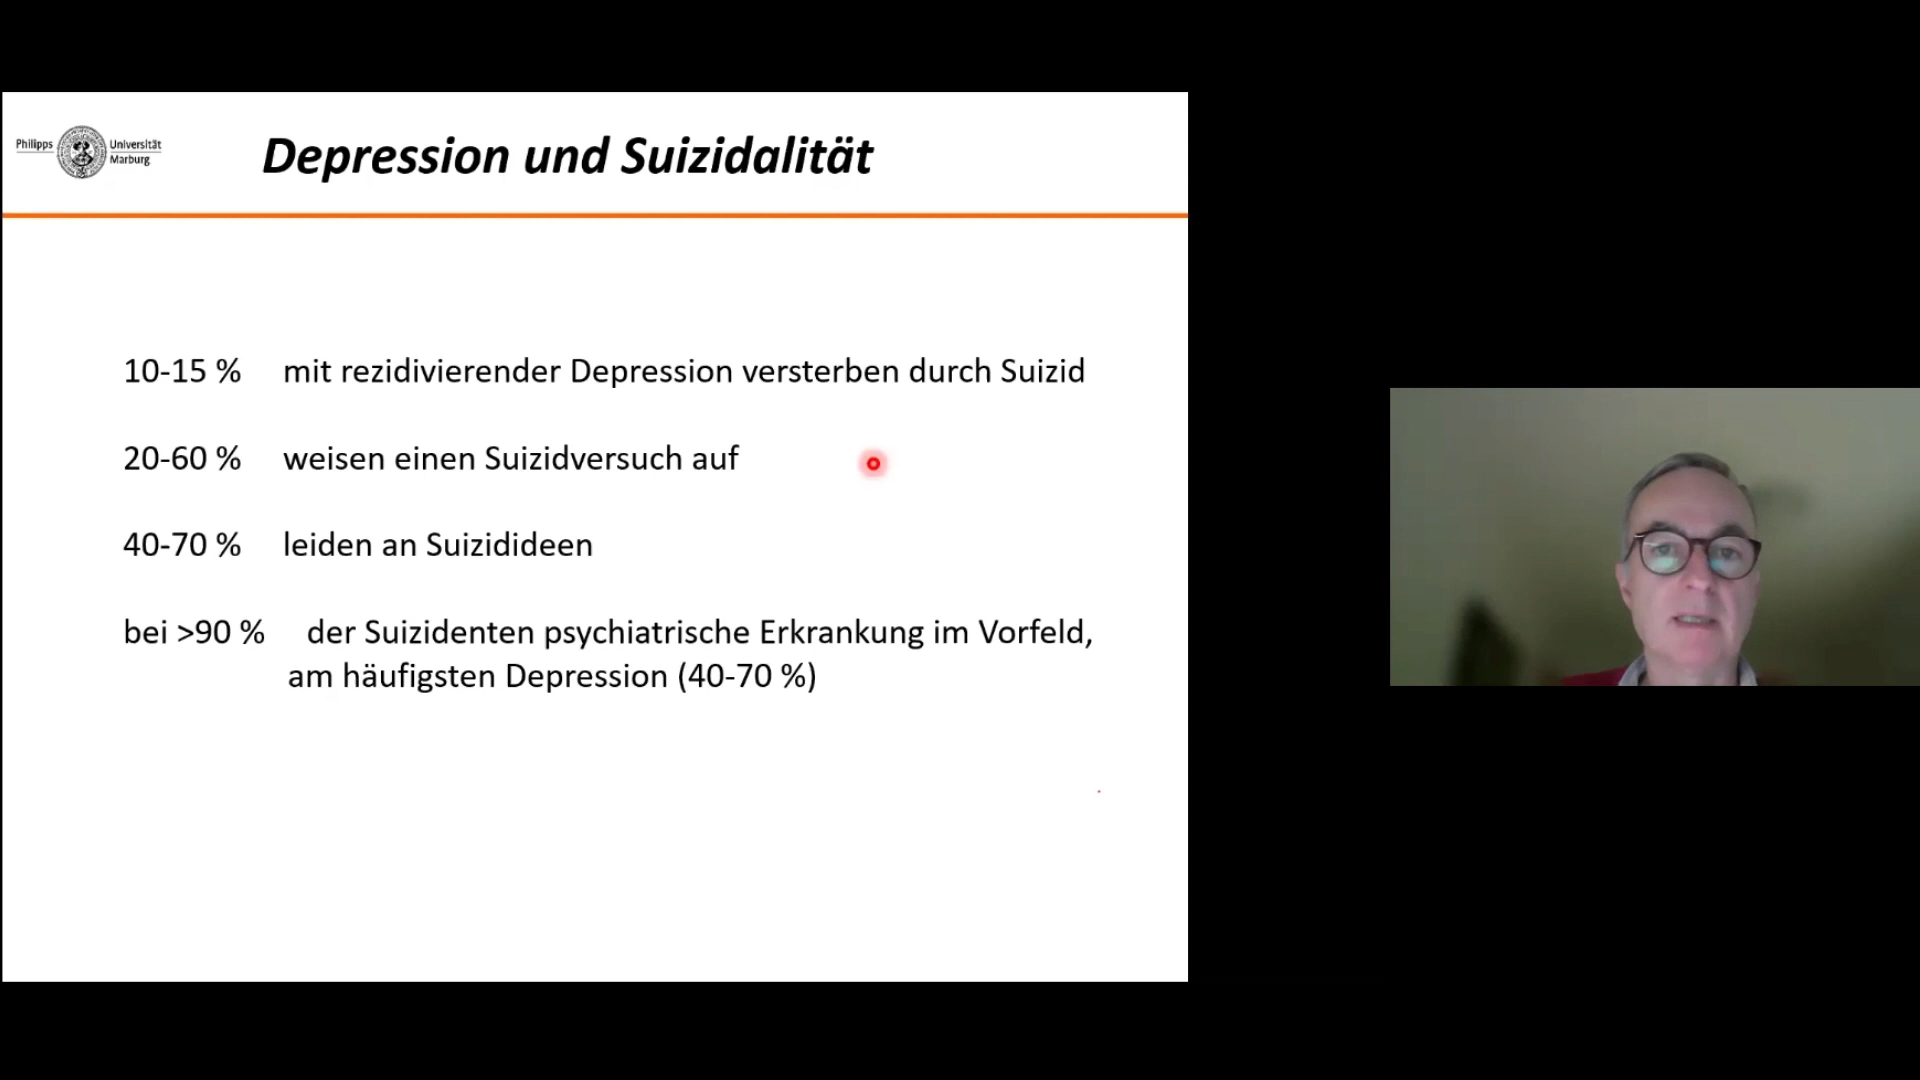 Philipps Universität
Marburg
Depression und Suizidalität
10-15 % mit rezidivierender Depression versterben durch Suizid
20-60 % weisen einen Suizidversuch auf
40-70 % leiden an Suizidideen
bei >90 % der Suizidenten psychiatrische Erkrankung im Vorfeld,
am häufigsten Depression (40-70 %)